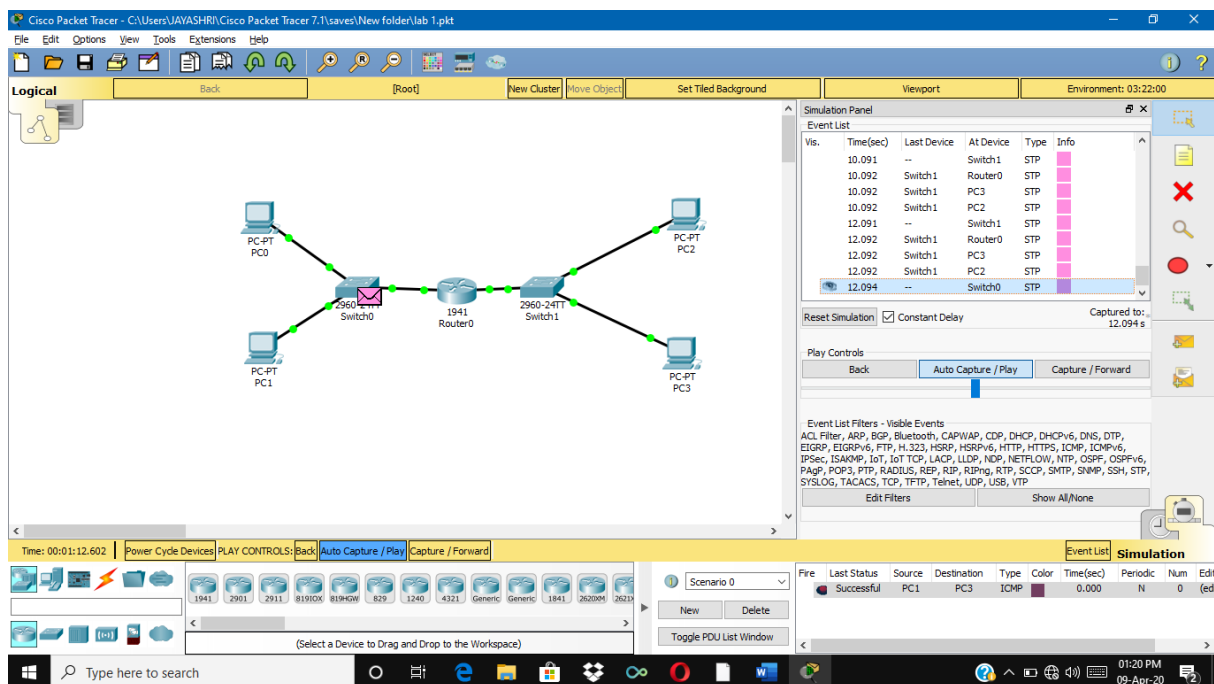 Cisco Packet Tracer - C:\Users\JAYASHRI\Cisco Packet Tracer 7.1\saves\New folder\lab 1.pkt
File Edit Options View Tools Extensions Help
Logical Back [Root] New Cluster Move Object Set Tiled Background Viewport Environment: 03:22:00
Simulation Panel
Event List
Vis. Time(sec) Last Device At Device Type Info
10.091 -- Switch1 STP
10.092 Switch1 Router0 STP
10.092 Switch1 PC3 STP
10.092 Switch1 PC2 STP
12.091 -- Switch1 STP
12.092 Switch1 Router0 STP
12.092 Switch1 PC3 STP
12.092 Switch1 PC2 STP
12.094 -- Switch0 STP
Reset Simulation Constant Delay Captured to:
12.094 s
Play Controls
Back Auto Capture / Play Capture / Forward
Event List Filters - Visible Events
ACL Filter, ARP, BGP, Bluetooth, CAPWAP, CDP, DHCP, DHCPv6, DNS, DTP,
EIGRP, EIGRPv6, FTP, H.323, HSRP, HSRPv6, HTTP, HTTPS, ICMP, ICMPv6,
IPSec, ISAKMP, IoT, IoT TCP, LACP, LLDP, NDP, NETFLOW, NTP, OSPF, OSPFv6,
PAgP, POP3, PTP, RADIUS, REP, RIP, RIPng, RTP, SCCP, SMTP, SNMP, SSH, STP,
SYSLOG, TACACS, TCP, TFTP, Telnet, UDP, USB, VTP
Edit Filters Show All/None
PC-PT
PC0
PC-PT
PC2
2960-24TT
Switch0
1941
Router0
2960-24TT
Switch1
PC-PT
PC1
PC-PT
PC3
Time: 00:01:12.602 Power Cycle Devices PLAY CONTROLS: Back Auto Capture / Play Capture / Forward Event List Simulation
1941 2901 2911 819IOX 819HGW 829 1240 4321 Generic Generic 1841 2620XM 2621X
(Select a Device to Drag and Drop to the Workspace)
Scenario 0
New Delete
Toggle PDU List Window
Fire Last Status Source Destination Type Color Time(sec) Periodic Num Edit
Successful PC1 PC3 ICMP 0.000 N 0 (ed
Type here to search
01:20 PM
09-Apr-20
2